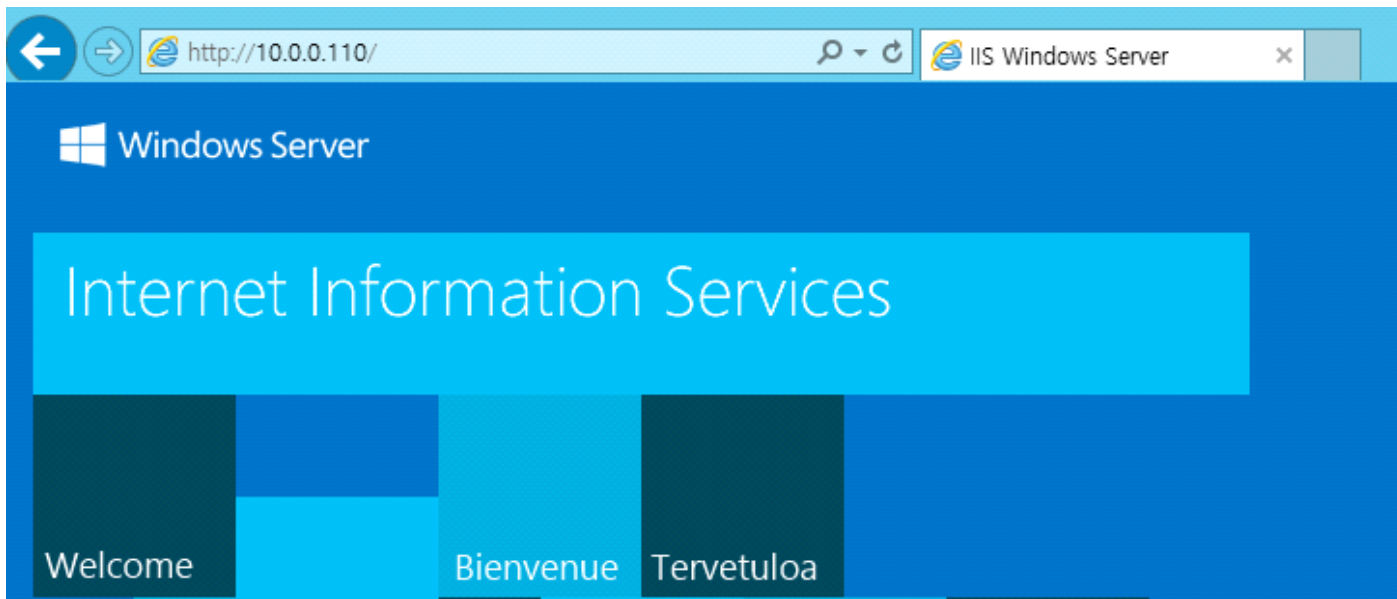 http://10.0.0.110/
IIS Windows Server
Windows Server
Internet Information Services
Welcome
Bienvenue
Tervetuloa